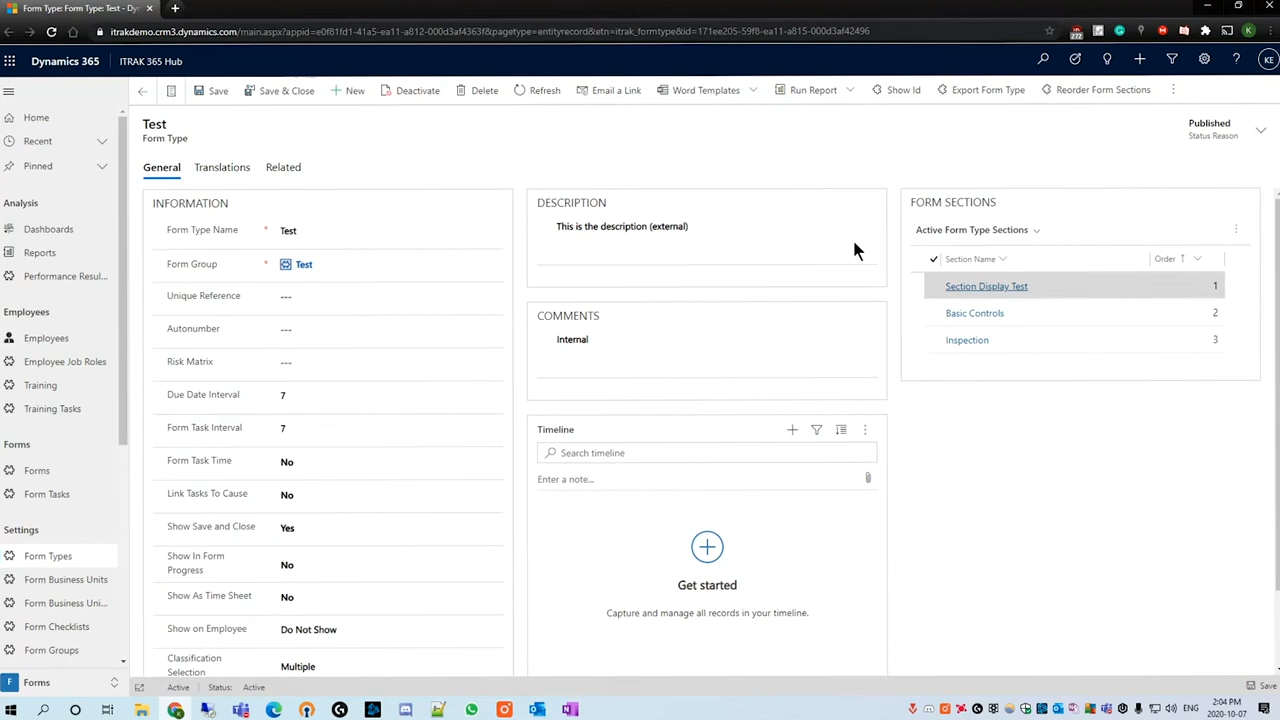 Form Type: Form Type: Test - Dy
itrakdemo.crm3.dynamics.com/main.aspx?appid=e0f81fd1-41a5-ea11-a812-000d3af4363f&pagetype=entityrecord&etn=itrak_formtype&id=171ee205-59f8-ea11-a815-000d3af42496
272
K
Dynamics 365
ITRAK 365 Hub
KE
Save
Save & Close
New
Deactivate
Delete
Refresh
Email a Link
Word Templates
Run Report
Show Id
Export Form Type
Reorder Form Sections
Home
Recent
Pinned
Analysis
Dashboards
Reports
Performance Resul...
Employees
Employees
Employee Job Roles
Training
Training Tasks
Forms
Forms
Form Tasks
Settings
Form Types
Form Business Units
Form Business Uni...
Form Checklists
Form Groups
F
Forms
Test
Form Type
Published
Status Reason
General
Translations
Related
INFORMATION
Form Type Name * Test
Form Group * Test
Unique Reference ---
Autonumber ---
Risk Matrix ---
Due Date Interval 7
Form Task Interval 7
Form Task Time No
Link Tasks To Cause No
Show Save and Close Yes
Show In Form
Progress
No
Show As Time Sheet No
Show on Employee Do Not Show
Classification
Selection
Multiple
DESCRIPTION
This is the description (external)
COMMENTS
Internal
Timeline
Search timeline
Enter a note...
Get started
Capture and manage all records in your timeline.
FORM SECTIONS
Active Form Type Sections
Section Name Order
Section Display Test 1
Basic Controls 2
Inspection 3
Active
Status: Active
Save
ENG
2:04 PM
2020-10-07